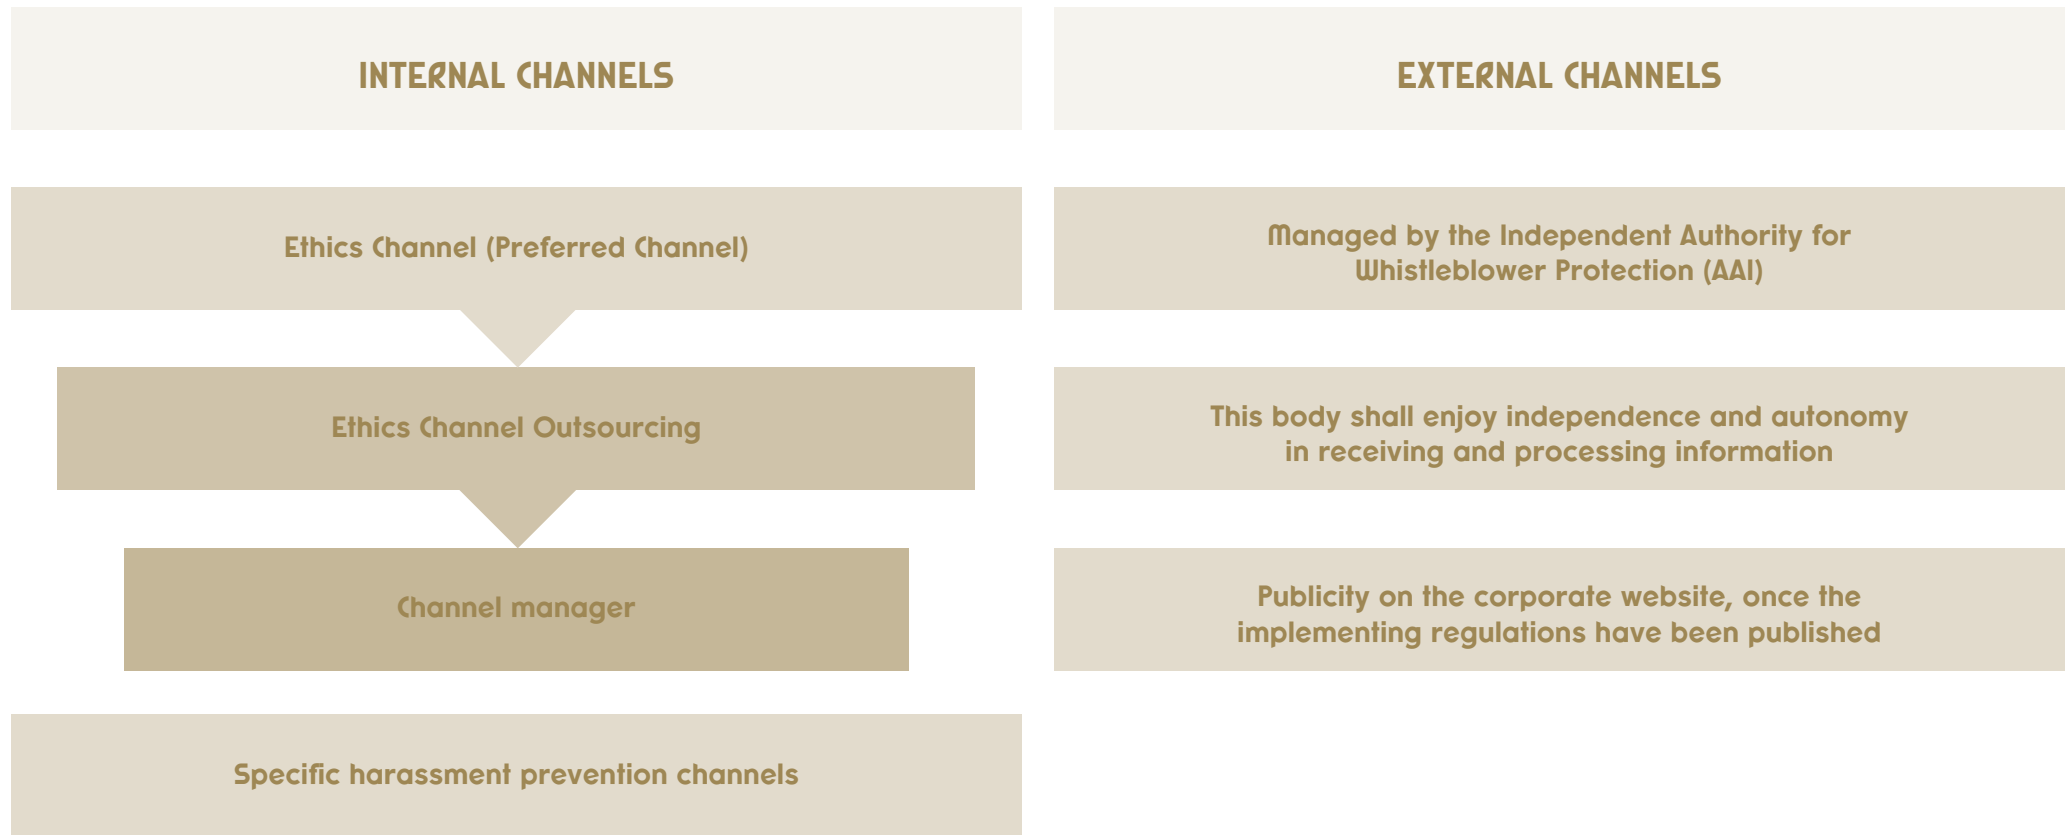 INTERNAL CHANNELS
Ethics Channel (Preferred Channel)
Ethics Channel Outsourcing
Channel manager
Specific harassment prevention channels
EXTERNAL CHANNELS
Managed by the Independent Authority for
Whistleblower Protection (AAI)
This body shall enjoy independence and autonomy
in receiving and processing information
Publicity on the corporate website, once the
implementing regulations have been published